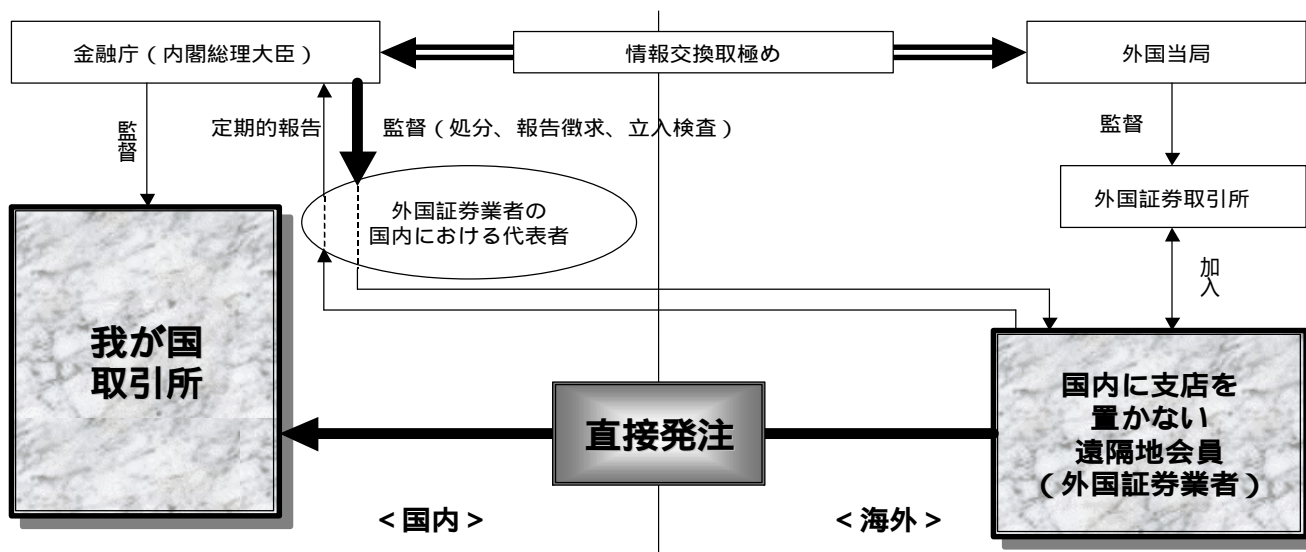 金融庁（内閣総理大臣）
情報交換取極め
外国当局
監督
定期的報告
監督（処分、報告徴求、立入検査）
監督
外国証券業者の
国内における代表者
外国証券取引所
加入
我が国
取引所
直接発注
国内に支店を
置かない
遠隔地会員
（外国証券業者）
＜国内＞
＜海外＞